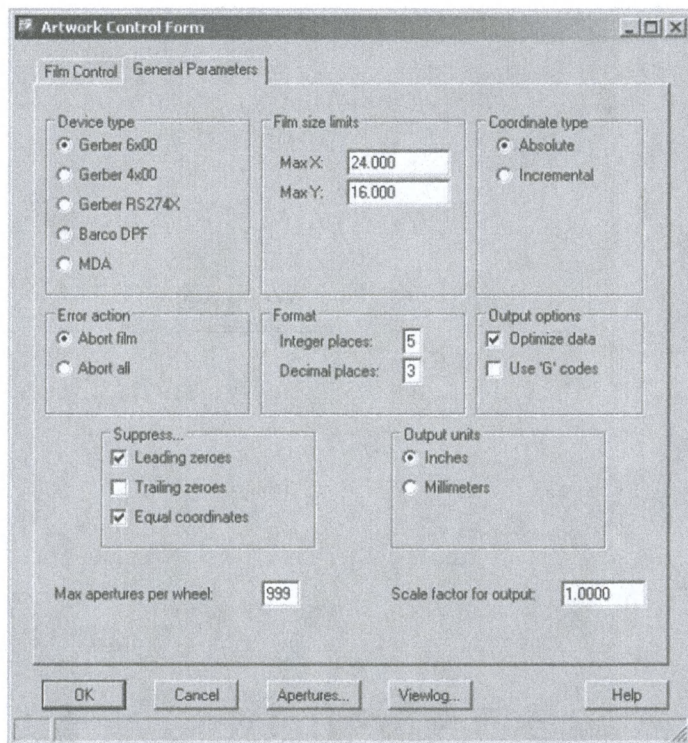 Artwork Control Form
Film Control
General Parameters
Device type
Gerber 6x00
Gerber 4x00
Gerber RS274X
Barco DPF
MDA
Film size limits
Max X: 24.000
Max Y: 16.000
Coordinate type
Absolute
Incremental
Error action
Abort film
Abort all
Format
Integer places: 5
Decimal places: 3
Output options
Optimize data
Use 'G' codes
Suppress...
Leading zeroes
Trailing zeroes
Equal coordinates
Output units
Inches
Millimeters
Max apertures per wheel: 999
Scale factor for output: 1.0000
OK
Cancel
Apertures...
Viewlog...
Help